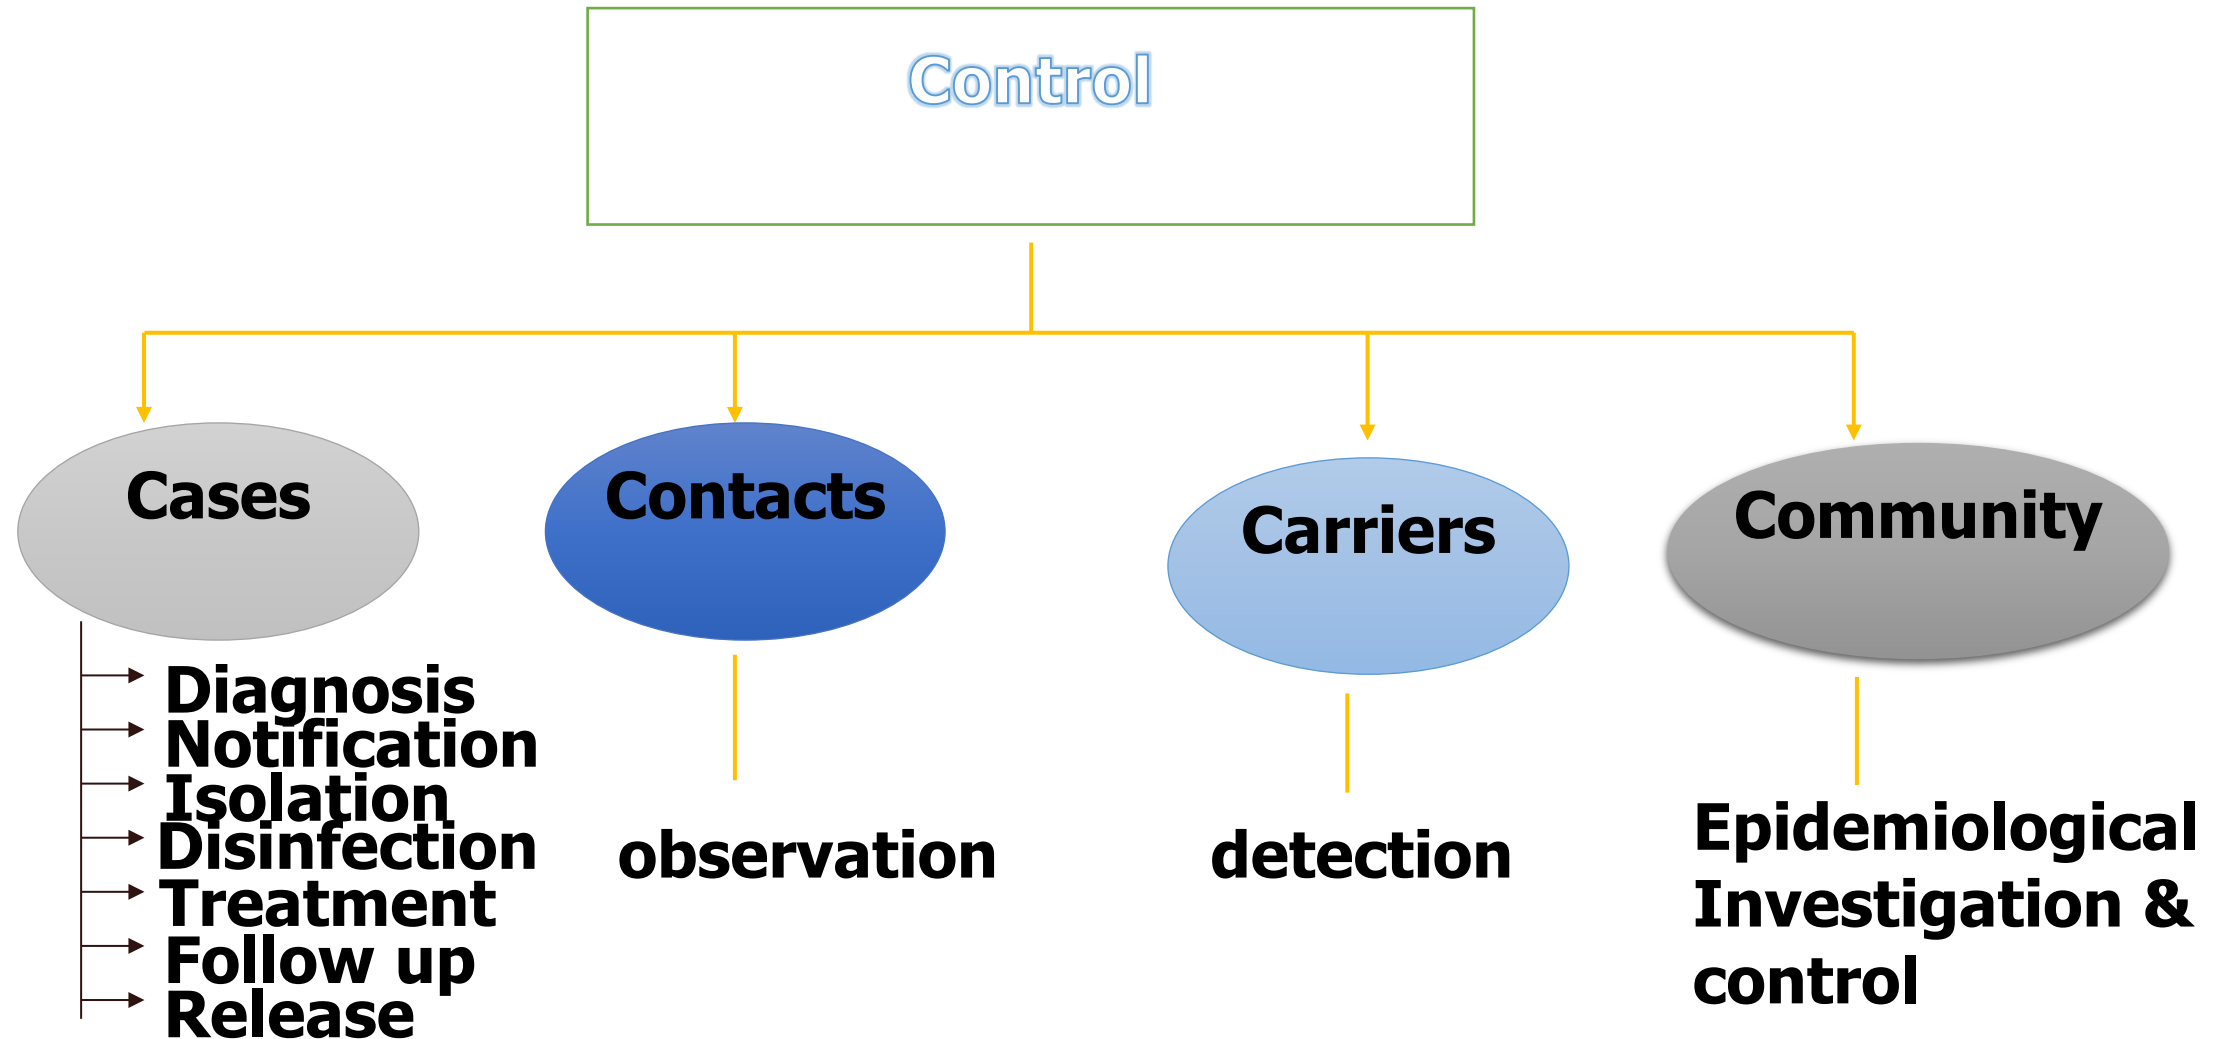 Control
Cases
Contacts
Carriers
Community
Diagnosis
Notification
Isolation
Disinfection
Treatment
Follow up
Release
observation
detection
Epidemiological
Investigation &
control